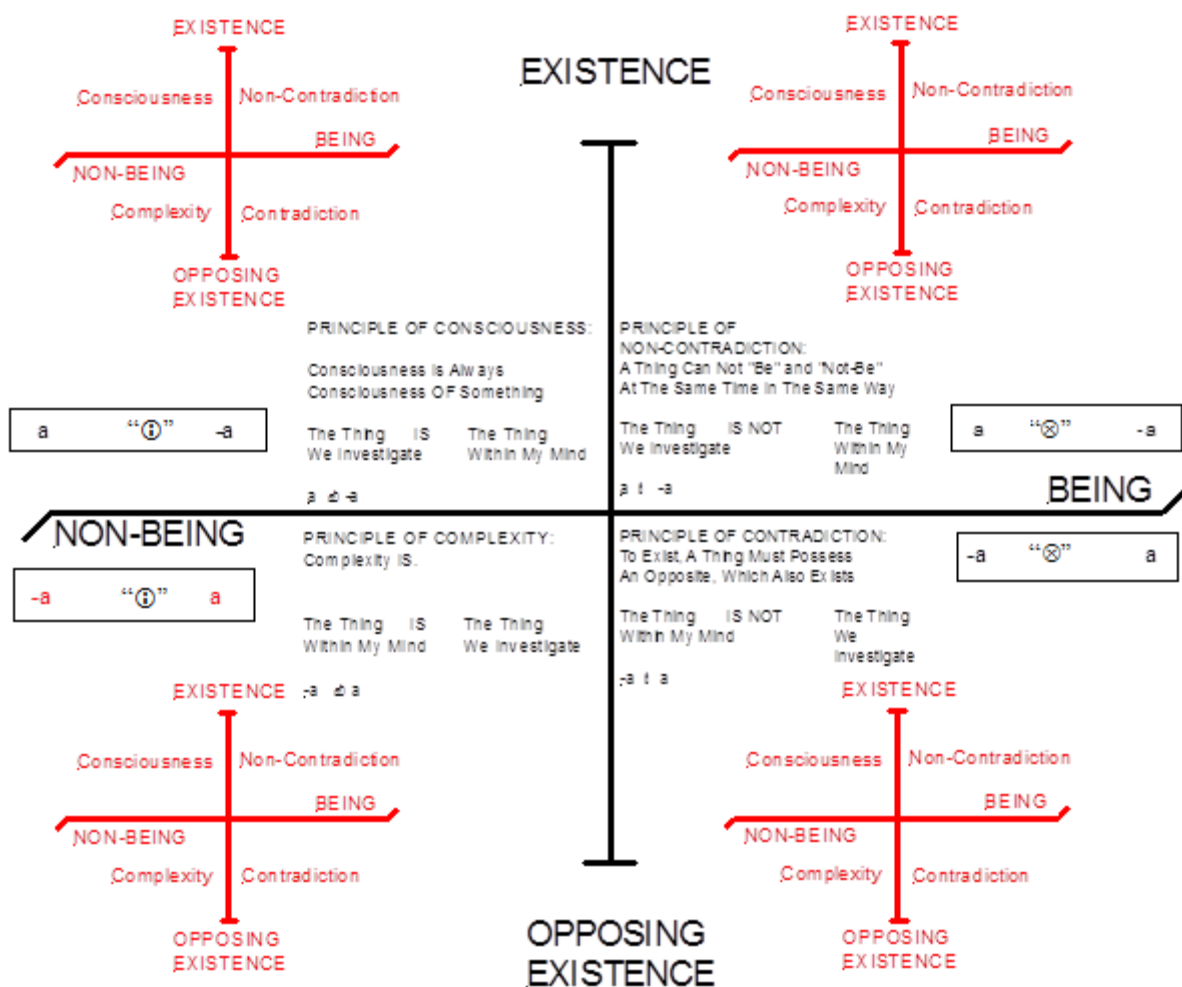 EXISTENCE
Consciousness Non-Contradiction
BEING
NON-BEING
Complexity Contradiction
OPPOSING
EXISTENCE
EXISTENCE
EXISTENCE
Consciousness Non-Contradiction
BEING
NON-BEING
Complexity Contradiction
OPPOSING
EXISTENCE
PRINCIPLE OF CONSCIOUSNESS:
Consciousness Is Always
Consciousness OF Something
The Thing IS The Thing
We Investigate Within My Mind
PRINCIPLE OF
NON-CONTRADICTION:
A Thing Can Not "Be" and "Not-Be"
At The Same Time In The Same Way
The Thing IS NOT The Thing
We Investigate Within My
Mind
a -a
a “ⓘ” -a
a “⊗” -a
a -a
NON-BEING
BEING
PRINCIPLE OF COMPLEXITY:
Complexity IS.
The Thing IS The Thing
Within My Mind We Investigate
-a a
PRINCIPLE OF CONTRADICTION:
To Exist, A Thing Must Possess
An Opposite, Which Also Exists
The Thing IS NOT The Thing
Within My Mind We
Investigate
-a a
-a “ⓘ” a
-a “⊗” a
EXISTENCE
Consciousness Non-Contradiction
BEING
NON-BEING
Complexity Contradiction
OPPOSING
EXISTENCE
OPPOSING
EXISTENCE
EXISTENCE
Consciousness Non-Contradiction
BEING
NON-BEING
Complexity Contradiction
OPPOSING
EXISTENCE